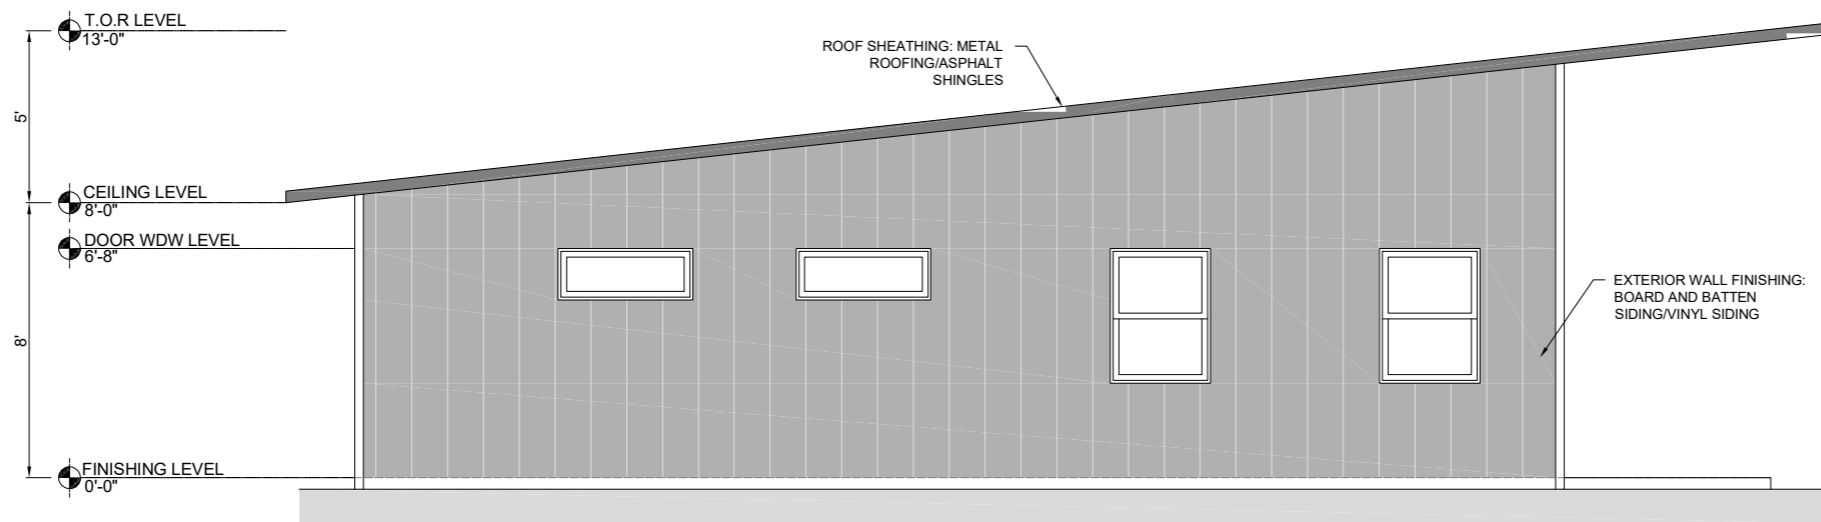 T.O.R LEVEL
13'-0"
ROOF SHEATHING: METAL
ROOFING/ASPHALT
SHINGLES
5'
CEILING LEVEL
8'-0"
DOOR WDW LEVEL
6'-8"
EXTERIOR WALL FINISHING:
BOARD AND BATTEN
SIDING/VINYL SIDING
8'
FINISHING LEVEL
0'-0"